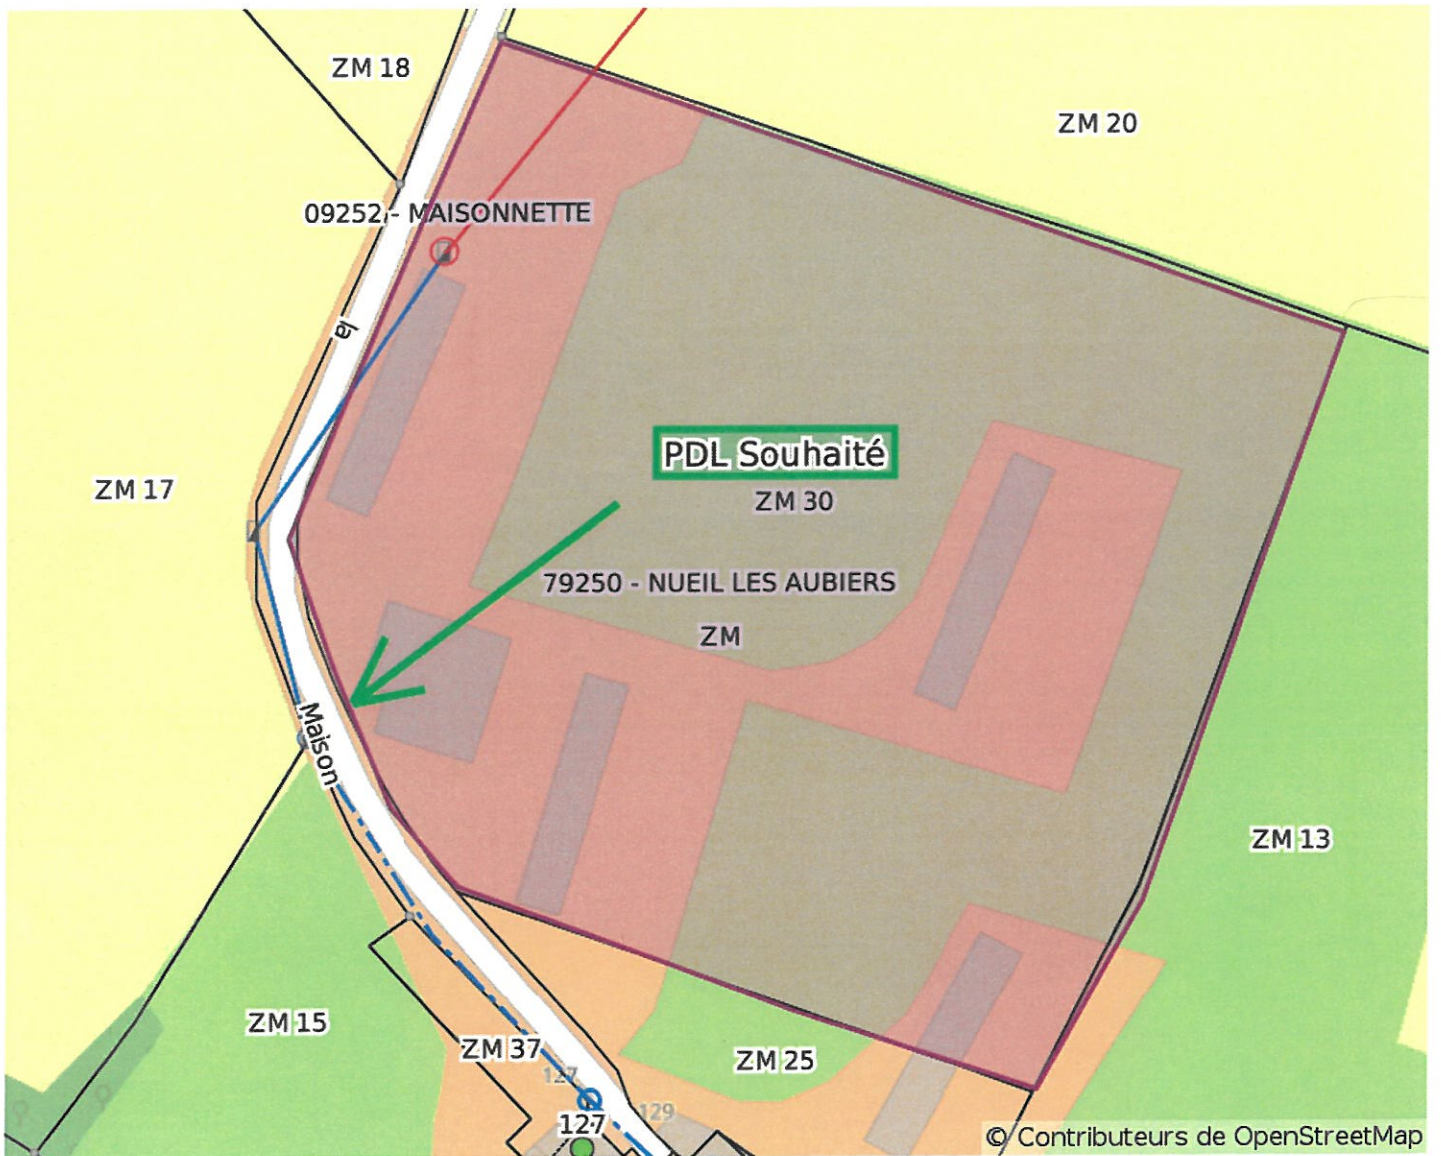 ZM 18
ZM 20
09252 - MAISONNETTE
la
PDL Souhaité
ZM 17
ZM 30
79250 - NUEIL LES AUBIERS
ZM
Maison
ZM 13
ZM 15
ZM 37
ZM 25
127
129
127
© Contributeurs de OpenStreetMap